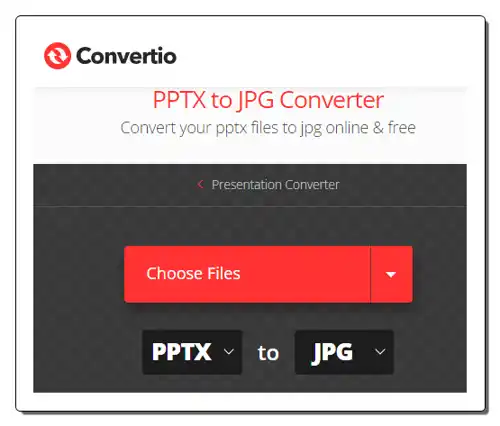 Convertio
PPTX to JPG Converter
Convert your pptx files to jpg online & free
Presentation Converter
Choose Files
PPTX to JPG